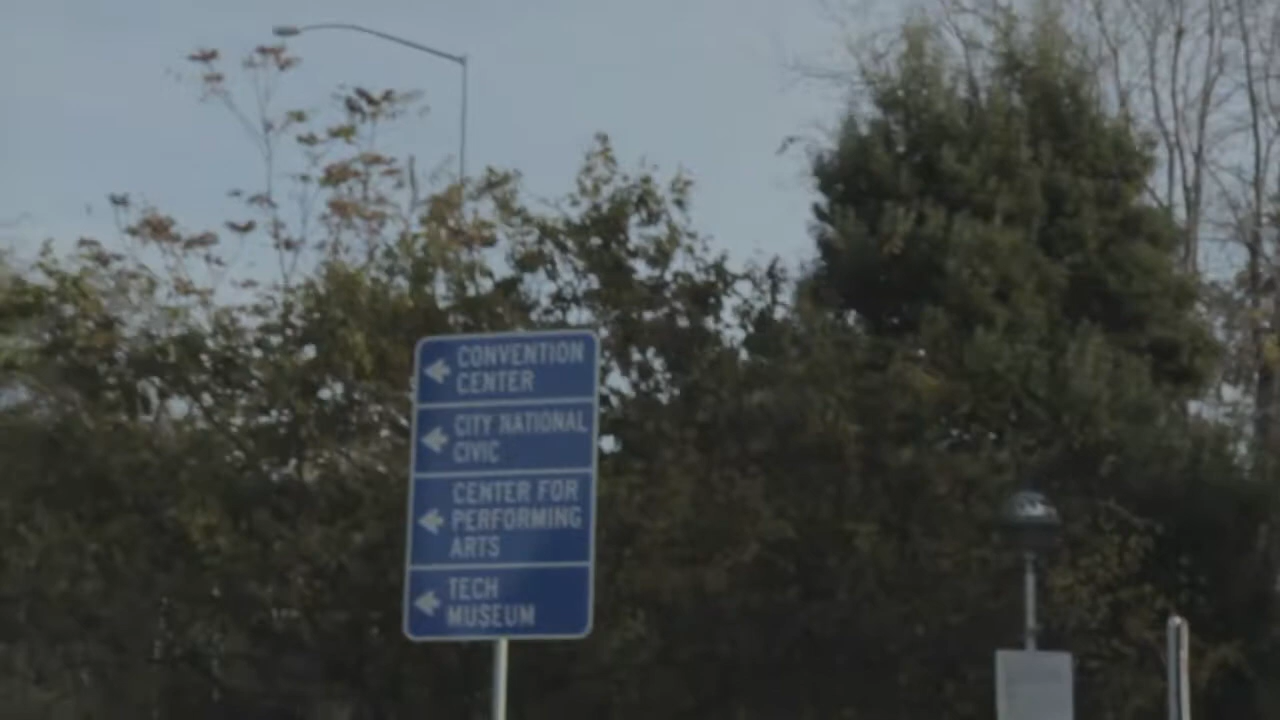 CONVENTION
CENTER
CITY NATIONAL
CIVIC
CENTER FOR
PERFORMING
ARTS
TECH
MUSEUM